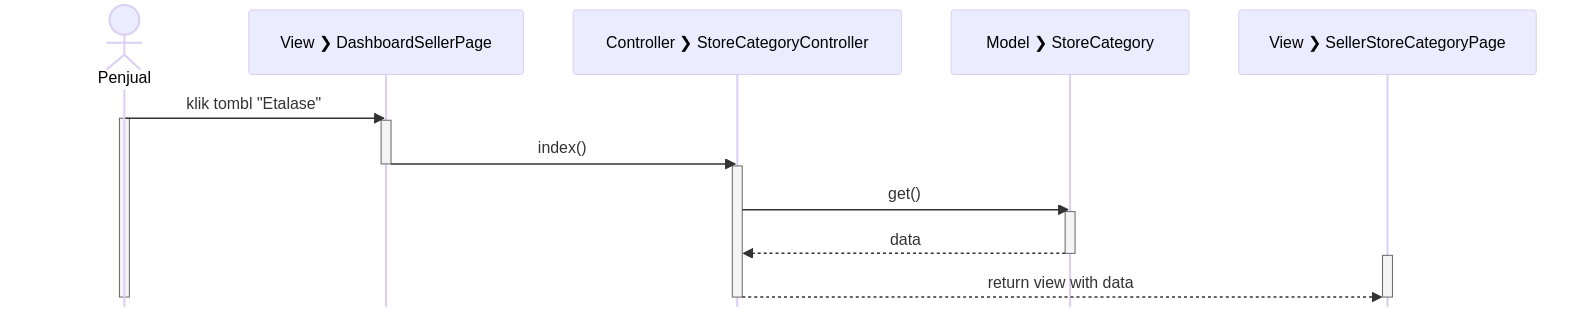 Penjual
View ❯ DashboardSellerPage
Controller ❯ StoreCategoryController
Model ❯ StoreCategory
View ❯ SellerStoreCategoryPage
klik tombl "Etalase"
index()
get()
data
return view with data